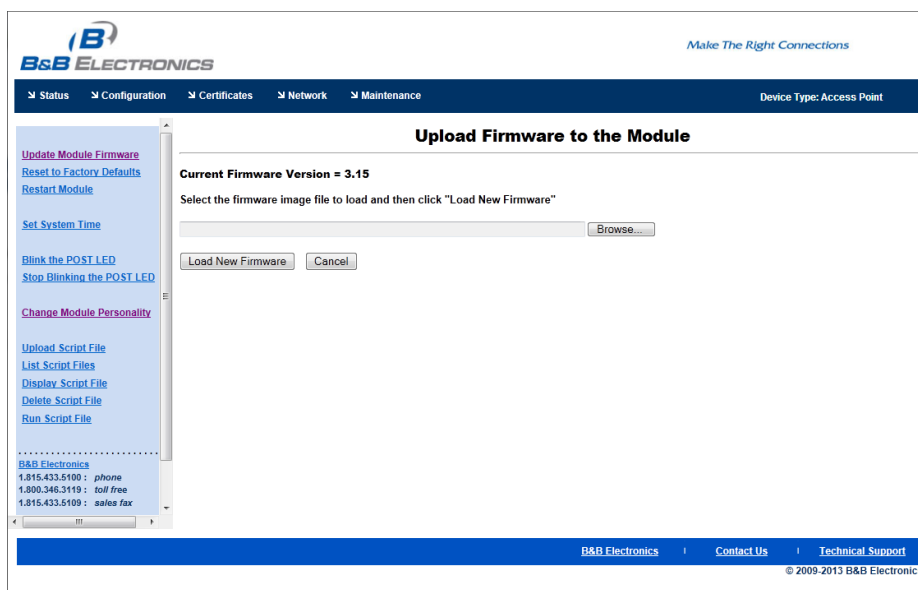 B&B ELECTRONICS
Make The Right Connections
Status Configuration Certificates Network Maintenance Device Type: Access Point
Update Module Firmware
Reset to Factory Defaults
Restart Module
Set System Time
Blink the POST LED
Stop Blinking the POST LED
Change Module Personality
Upload Script File
List Script Files
Display Script File
Delete Script File
Run Script File
B&B Electronics
1.815.433.5100 : phone
1.800.346.3119 : toll free
1.815.433.5109 : sales fax
Upload Firmware to the Module
Current Firmware Version = 3.15
Select the firmware image file to load and then click "Load New Firmware"
Browse...
Load New Firmware Cancel
B&B Electronics | Contact Us | Technical Support
© 2009-2013 B&B Electronic